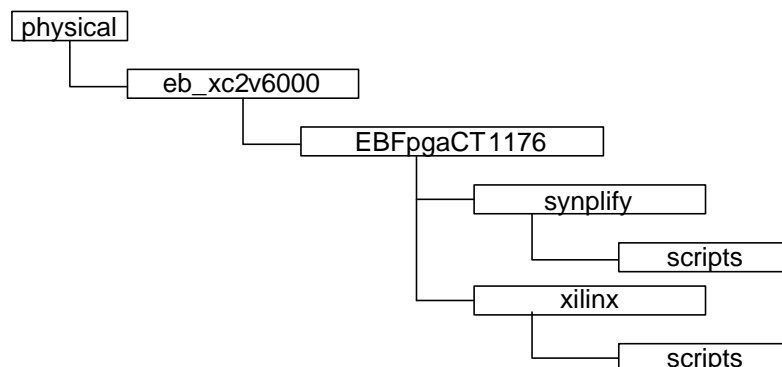 physical
eb_xc2v6000
EBFpgaCT1176
synplify
scripts
xilinx
scripts